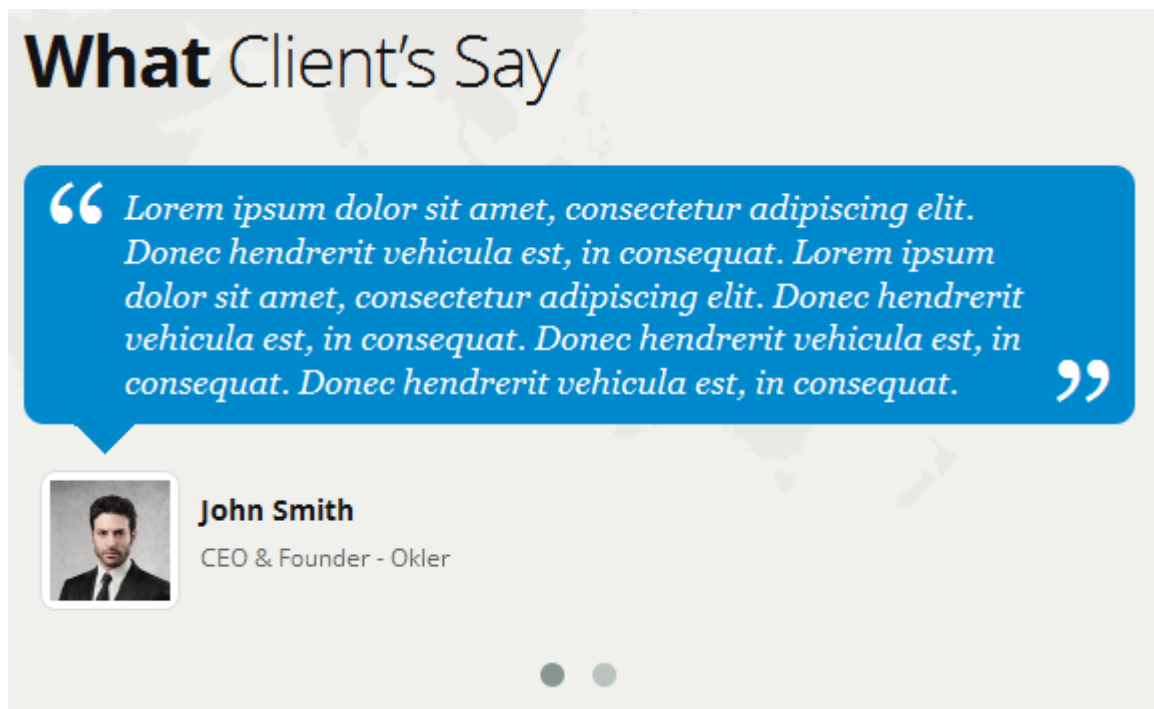 What Client's Say
“ Lorem ipsum dolor sit amet, consectetur adipiscing elit.
Donec hendrerit vehicula est, in consequat. Lorem ipsum
dolor sit amet, consectetur adipiscing elit. Donec hendrerit
vehicula est, in consequat. Donec hendrerit vehicula est, in
consequat. Donec hendrerit vehicula est, in consequat. ”
John Smith
CEO & Founder - Okler